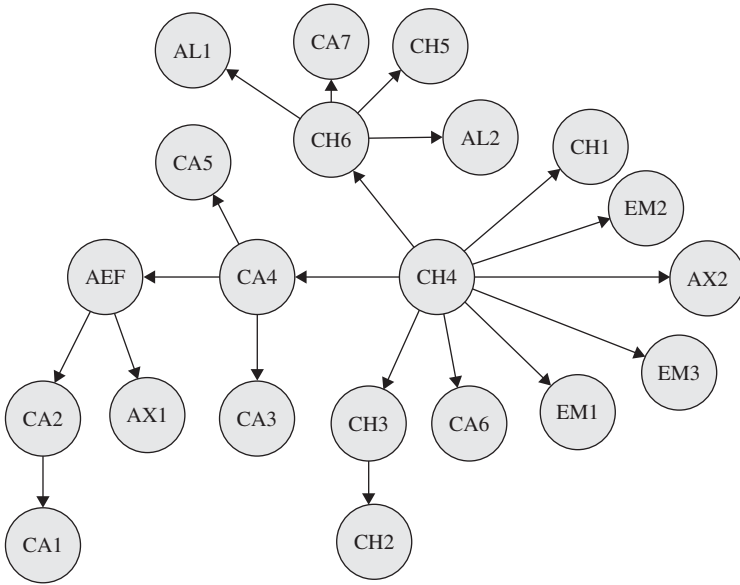 AL1
CA7
CH5
CH6
AL2
CH1
CA5
EM2
AEF
CA4
CH4
AX2
EM3
CA2
AX1
CA3
CH3
CA6
EM1
CA1
CH2